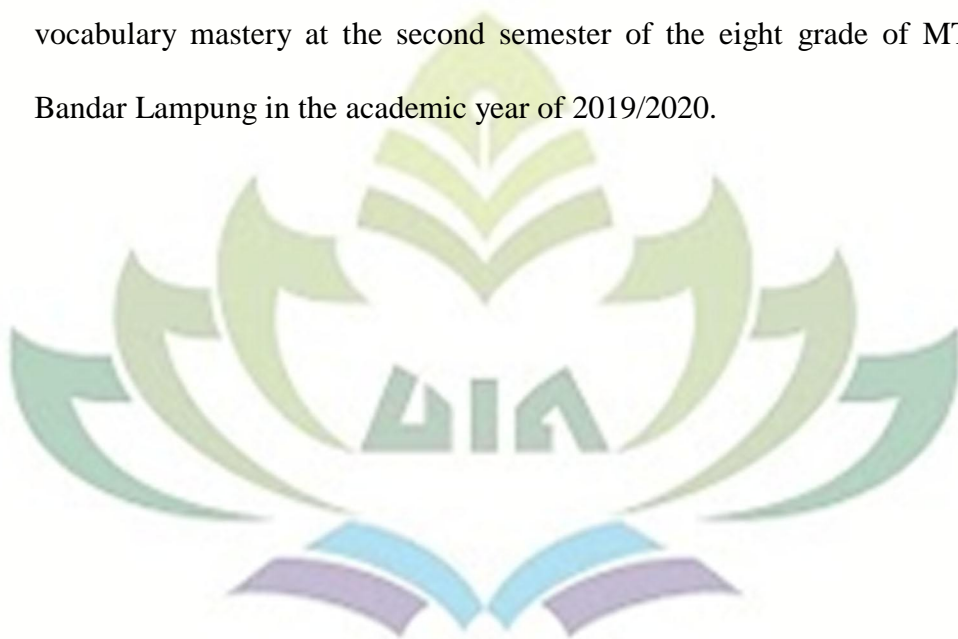 vocabulary mastery at the second semester of the eight grade of
Bandar Lampung in the academic year of 2019/2020.
UIN